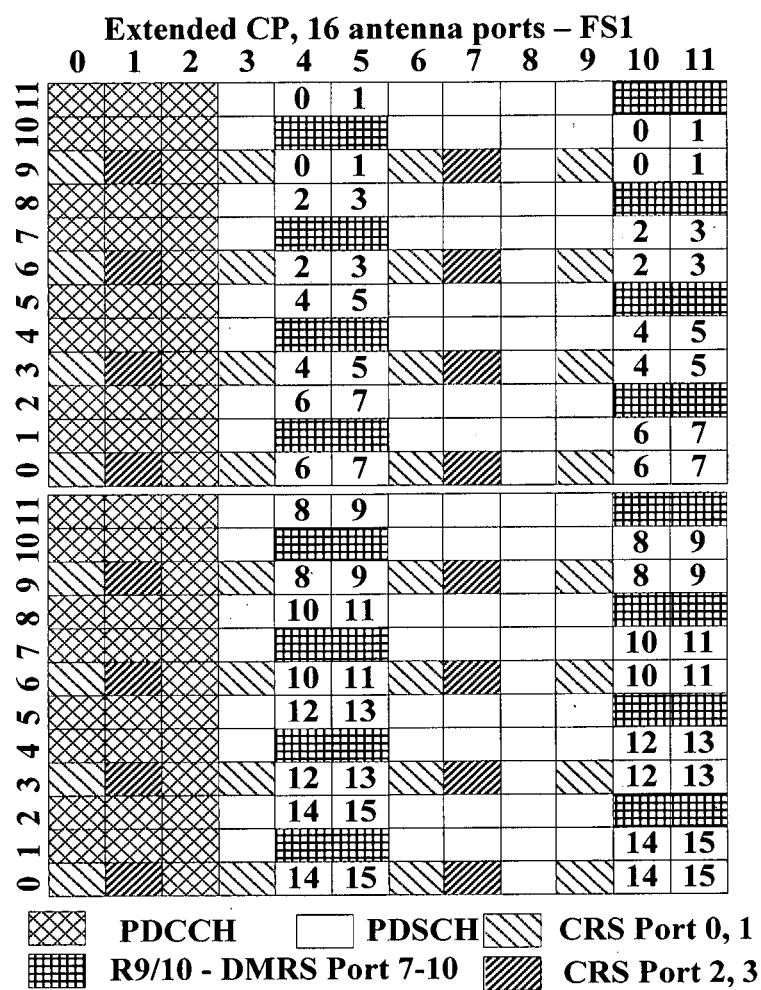 Extended CP, 16 antenna ports – FS1
0 1 2 3 4 5 6 7 8 9 10 11
11 0 1
10 0 1
9 0 1 0 1
8 2 3
7 2 3
6 2 3 2 3
5 4 5
4 4 5
3 4 5 4 5
2 6 7
1 6 7
0 6 7 6 7
11 8 9
10 8 9
9 8 9 8 9
8 10 11
7 10 11
6 10 11 10 11
5 12 13
4 12 13
3 12 13 12 13
2 14 15
1 14 15
0 14 15 14 15
PDCCH PDSCH CRS Port 0, 1
R9/10 - DMRS Port 7-10 CRS Port 2, 3